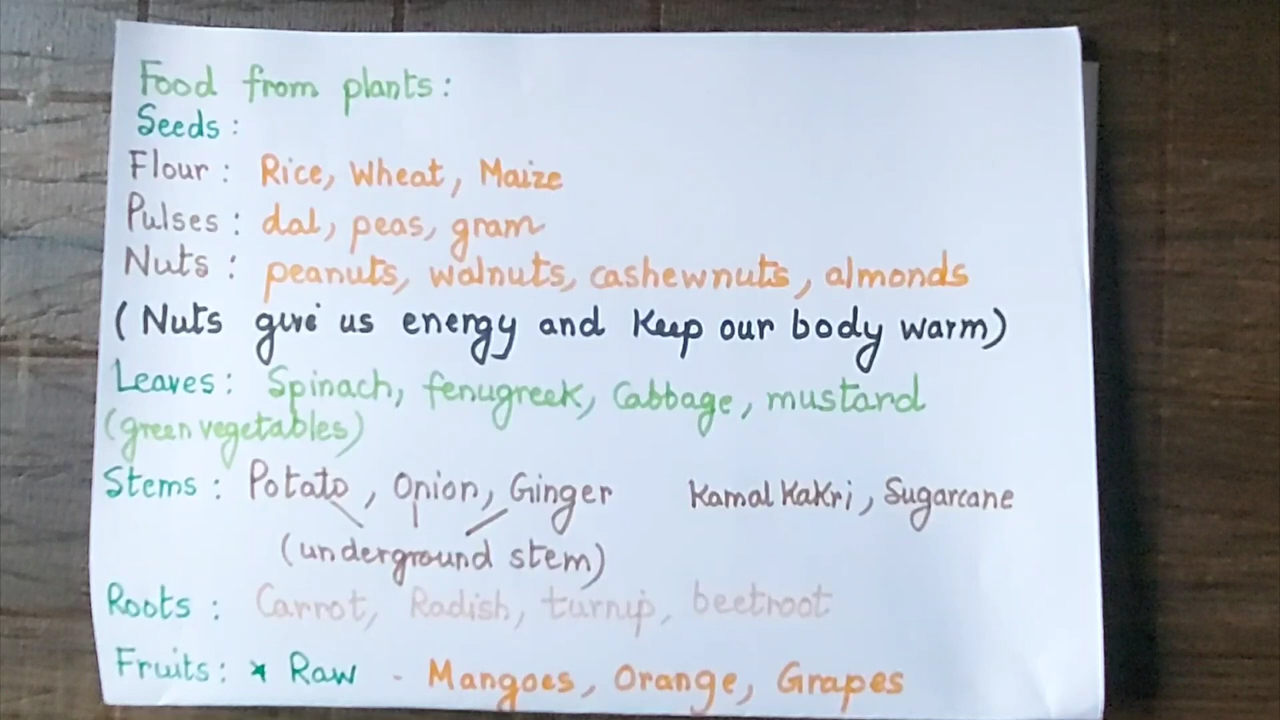 Food from plants:
Seeds:
Flour: Rice, Wheat, Maize
Pulses: dal, peas, gram
Nuts: peanuts, walnuts, cashewnuts, almonds
(Nuts give us energy and Keep our body warm)
Leaves: Spinach, fenugreek, Cabbage, mustard
(green vegetables)
Stems: Potato, Onion, Ginger Kamal Kakri, Sugarcane
(underground stem)
Roots: Carrot, Radish, turnip, beetroot
Fruits: * Raw - Mangoes, Orange, Grapes